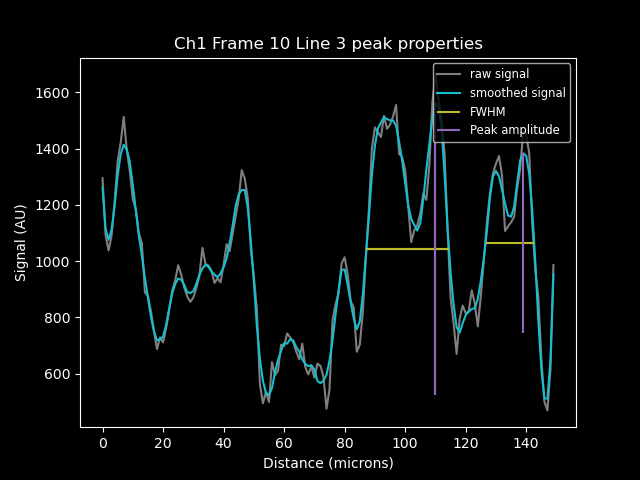 Ch1 Frame 10 Line 3 peak properties
raw signal
smoothed signal
FWHM
Peak amplitude
Signal (AU)
1600
1400
1200
1000
800
600
0 20 40 60 80 100 120 140
Distance (microns)